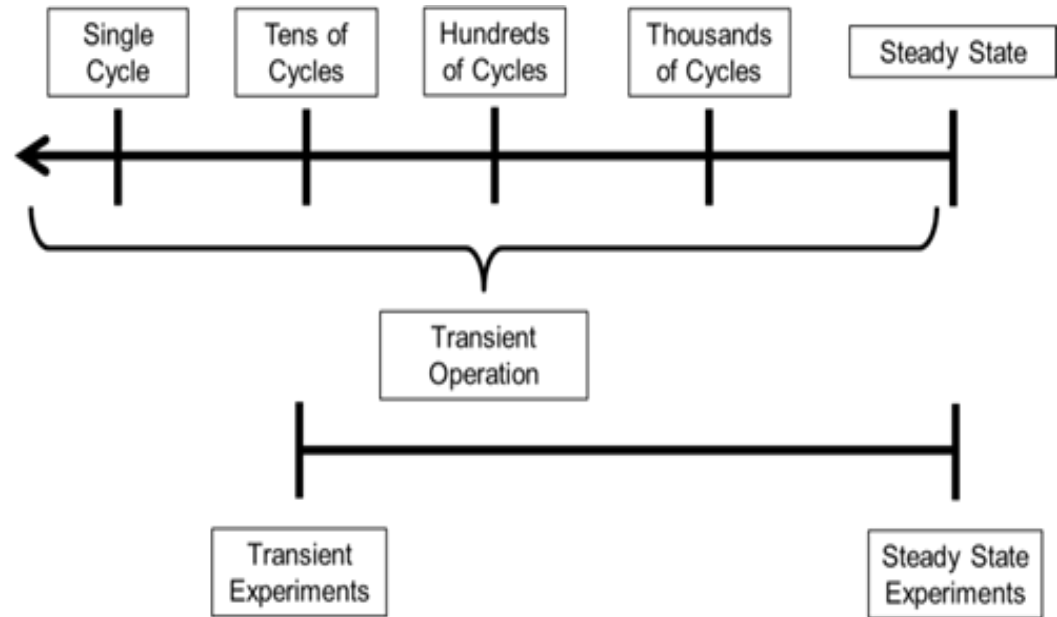 Single
Cycle
Tens of
Cycles
Hundreds
of Cycles
Thousands
of Cycles
Steady State
Transient
Operation
Transient
Experiments
Steady State
Experiments